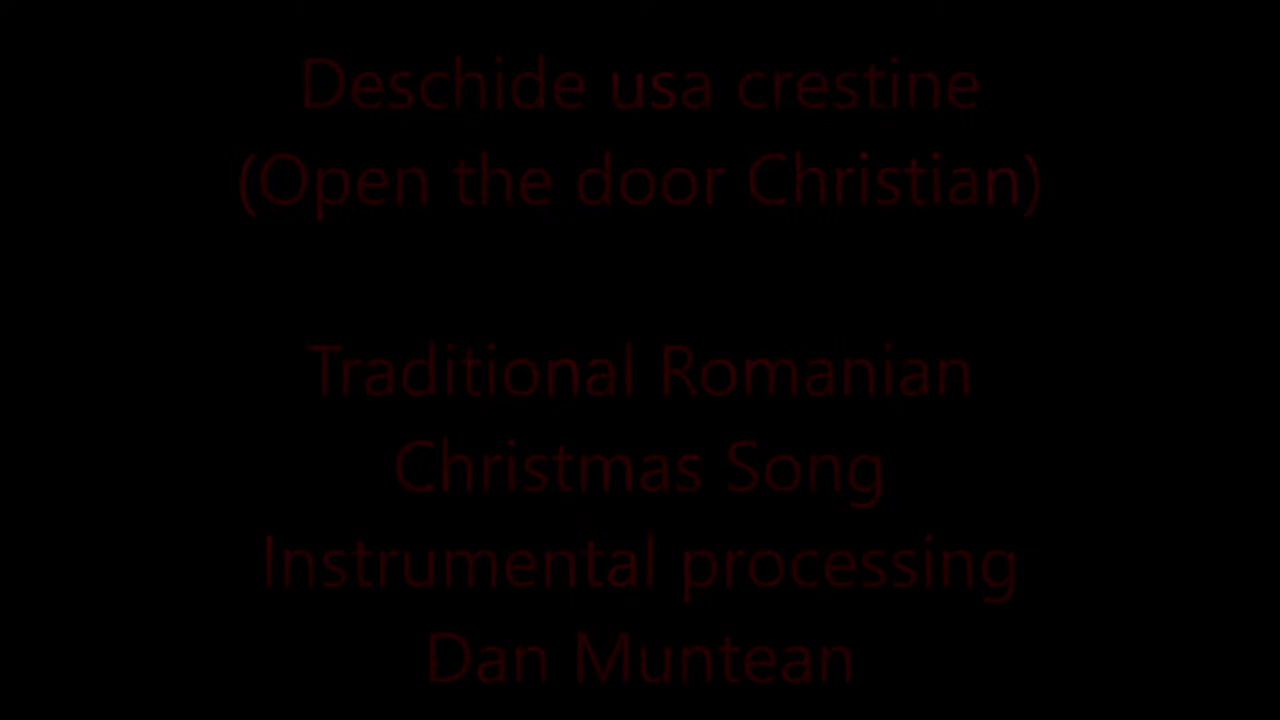 Deschide usa crestine
(Open the door Christian)
Traditional Romanian
Christmas Song
Instrumental processing
Dan Muntean